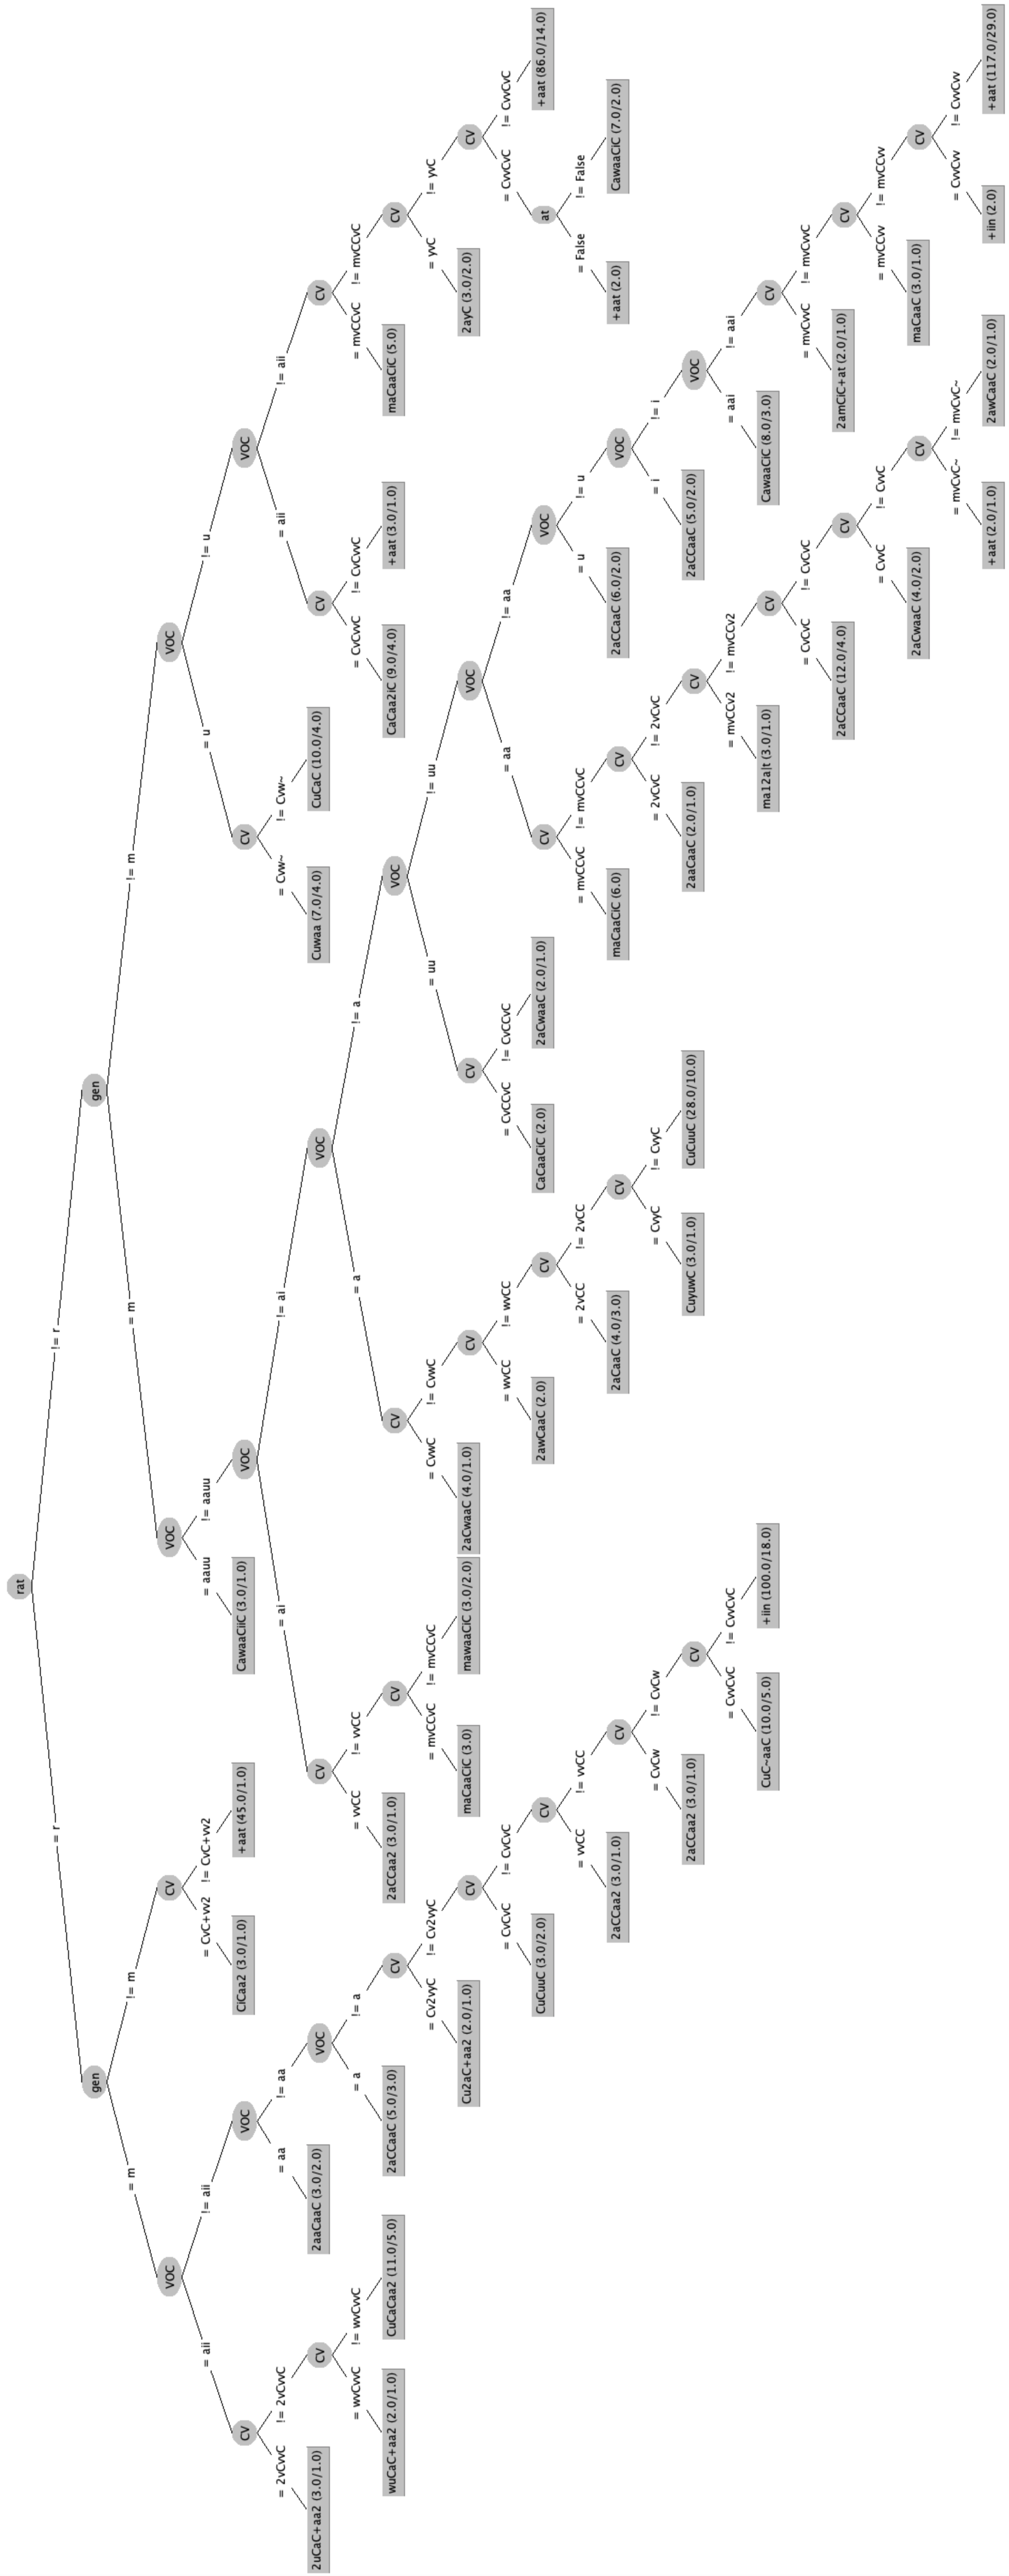 rat
= r != r
gen gen
= m != m = m != m
VOC CV VOC VOC
= aii != aii = CvC+vv2 != CvC+vv2 = aauu != aauu = u != u
CV VOC CiCaa2 (3.0/1.0) +aat (45.0/1.0) CawaaCiiC (3.0/1.0) VOC CV VOC
= 2vCvvC != 2vCvvC = aa != aa = ai != ai = Cvw~ != Cvw~ = aii != aii
2uCaC+aa2 (3.0/1.0) CV 2aaCaaC (3.0/2.0) VOC CV VOC Cuwaa (7.0/4.0) CuCaC (10.0/4.0) CV CV
= wvCvvC != wvCvvC = a != a = vvCC != vvCC = a != a = CvCvvC != CvCvvC = mvCCvC != mvCCvC
wuCaC+aa2 (2.0/1.0) CuCaCaa2 (11.0/5.0) 2aCCaaC (5.0/3.0) CV 2aCCaa2 (3.0/1.0) CV CV VOC CaCaa2iC (9.0/4.0) +aat (3.0/1.0) maCaaCiC (5.0) CV
= Cv2vyC != Cv2vyC = mvCCvC != mvCCvC = CvwC != CvwC = uu != uu = yvC != yvC
Cu2aC+aa2 (2.0/1.0) CV maCaaCiC (3.0) mawaaCiC (3.0/2.0) 2aCwaaC (4.0/1.0) CV CV VOC 2ayC (3.0/2.0) CV
= CvCvC != CvCvC = wvCC != wvCC = CvCCvC != CvCCvC = aa != aa = CvvCvC != CvvCvC
CuCuuC (3.0/2.0) CV 2awCaaC (2.0) CV CaCaaCiC (2.0) 2aCwaaC (2.0/1.0) CV VOC at +aat (86.0/14.0)
= vvCC != vvCC = 2vCC != 2vCC = mvCCvC != mvCCvC = u != u = False != False
2aCCaa2 (3.0/1.0) CV 2aCaaC (4.0/3.0) CV maCaaCiC (6.0) CV 2aCCaaC (6.0/2.0) VOC +aat (2.0) CawaaCiC (7.0/2.0)
= CvCw != CvCw = CvyC != CvyC = 2vCvC != 2vCvC = i != i
2aCCaa2 (3.0/1.0) CV CuyuwC (3.0/1.0) CuCuuC (28.0/10.0) 2aaCaaC (2.0/1.0) CV 2aCCaaC (5.0/2.0) VOC
= CvvCvC != CvvCvC = mvCCv2 != mvCCv2 = aai != aai
CuC~aaC (10.0/5.0) +iin (100.0/18.0) ma12a|t (3.0/1.0) CV CawaaCiC (8.0/3.0) CV
= CvCvC != CvCvC = mvCvvC != mvCvvC
2aCCaaC (12.0/4.0) CV 2amCiC+at (2.0/1.0) CV
= CvvC != CvvC = mvCCvv != mvCCvv
2aCwaaC (4.0/2.0) CV maCaaC (3.0/1.0) CV
= mvCvC~ != mvCvC~ = CvvCvv != CvvCvv
+aat (2.0/1.0) 2awCaaC (2.0/1.0) +iin (2.0) +aat (117.0/29.0)